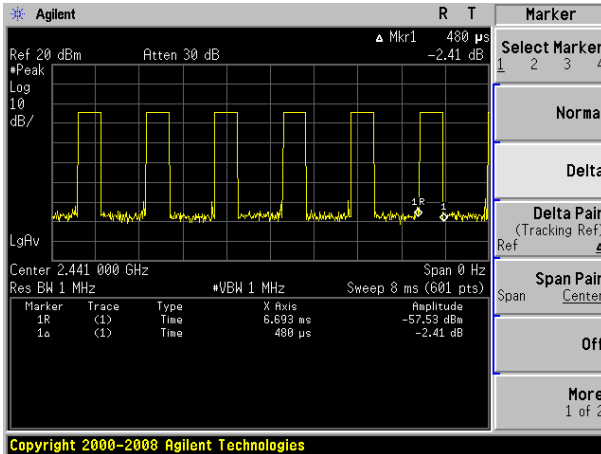 Agilent R T
Marker
△ Mkr1 480 µs
Ref 20 dBm Atten 30 dB -2.41 dB
#Peak
Log
10
dB/
1R
1
LgAv
Center 2.441 000 GHz Span 0 Hz
Res BW 1 MHz #VBW 1 MHz Sweep 8 ms (601 pts)
Marker Trace Type X Axis Amplitude
1R (1) Time 6.693 ms -57.53 dBm
1△ (1) Time 480 µs -2.41 dB
Select Marker
1 2 3 4
Norma
Delta
Delta Pair
(Tracking Ref)
Ref △
Span Pair
Span Center
Off
More
1 of 2
Copyright 2000-2008 Agilent Technologies